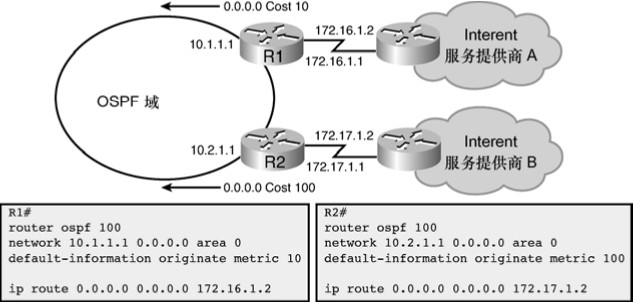 0.0.0.0 Cost 10
172.16.1.2
Interent
服务提供商 A
10.1.1.1
R1
172.16.1.1
OSPF 域
172.17.1.2
Interent
服务提供商 B
10.2.1.1
R2
172.17.1.1
0.0.0.0 Cost 100
R1#
router ospf 100
network 10.1.1.1 0.0.0.0 area 0
default-information originate metric 10
ip route 0.0.0.0 0.0.0.0 172.16.1.2
R2#
router ospf 100
network 10.2.1.1 0.0.0.0 area 0
default-information originate metric 100
ip route 0.0.0.0 0.0.0.0 172.17.1.2